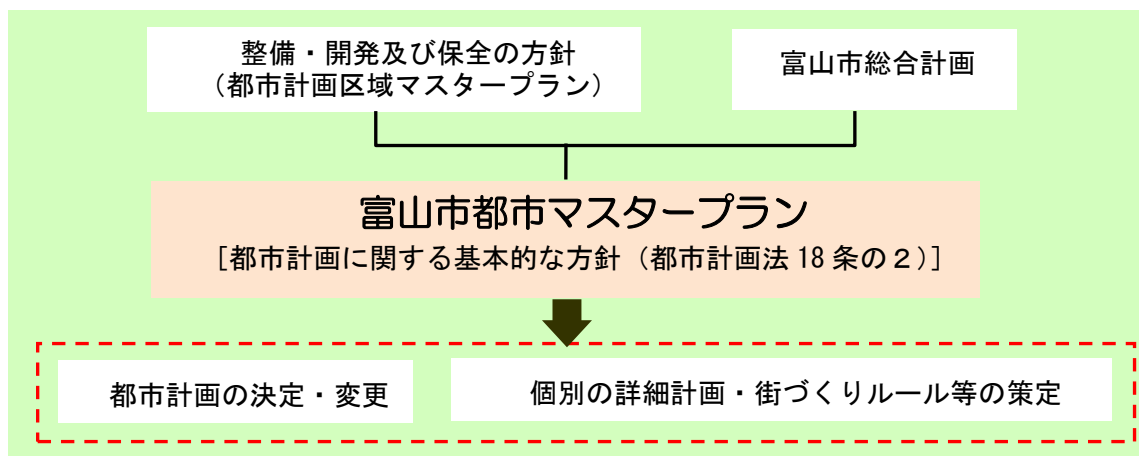 整備・開発及び保全の方針
（都市計画区域マスタープラン）
富山市総合計画
富山市都市マスタープラン
［都市計画に関する基本的な方針（都市計画法 18 条の２）］
都市計画の決定・変更
個別の詳細計画・街づくりルール等の策定